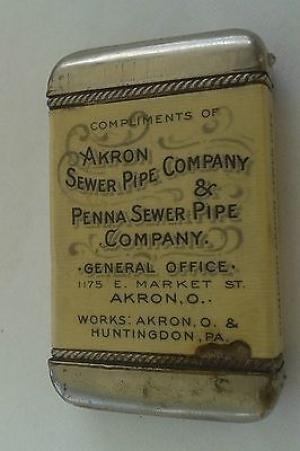 COMPLIMENTS OF
AKRON
SEWER PIPE COMPANY
&
PENNA SEWER PIPE
COMPANY.
·GENERAL OFFICE·
1175 E. MARKET ST.
AKRON, O..
WORKS: AKRON, O. &
HUNTINGDON, PA.